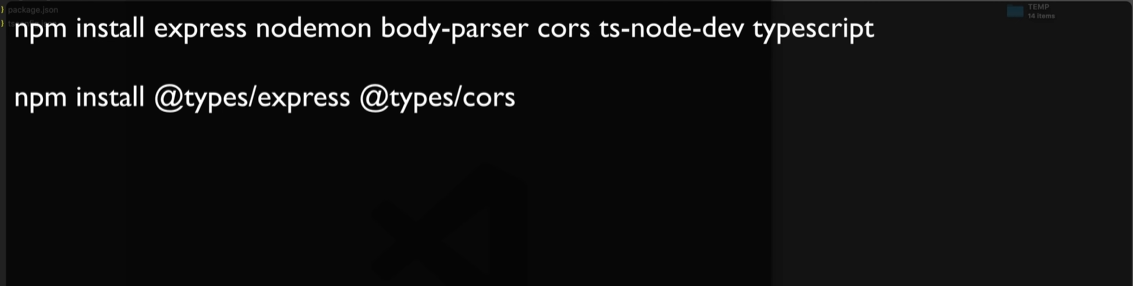 package.json
npm install express nodemon body-parser cors ts-node-dev typescript
npm install @types/express @types/cors
TEMP
14 items